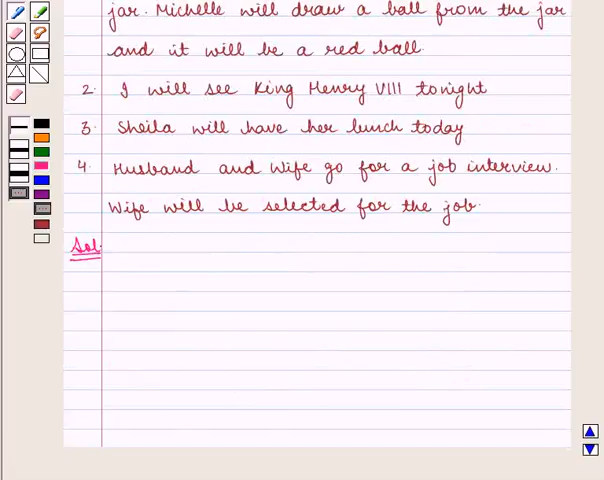 jar. Michelle will draw a ball from the jar
and it will be a red ball.
2. I will see King Henry VIII tonight
3. Sheila will have her lunch today
4. Husband and Wife go for a job interview.
Wife will be selected for the job.
Sol.